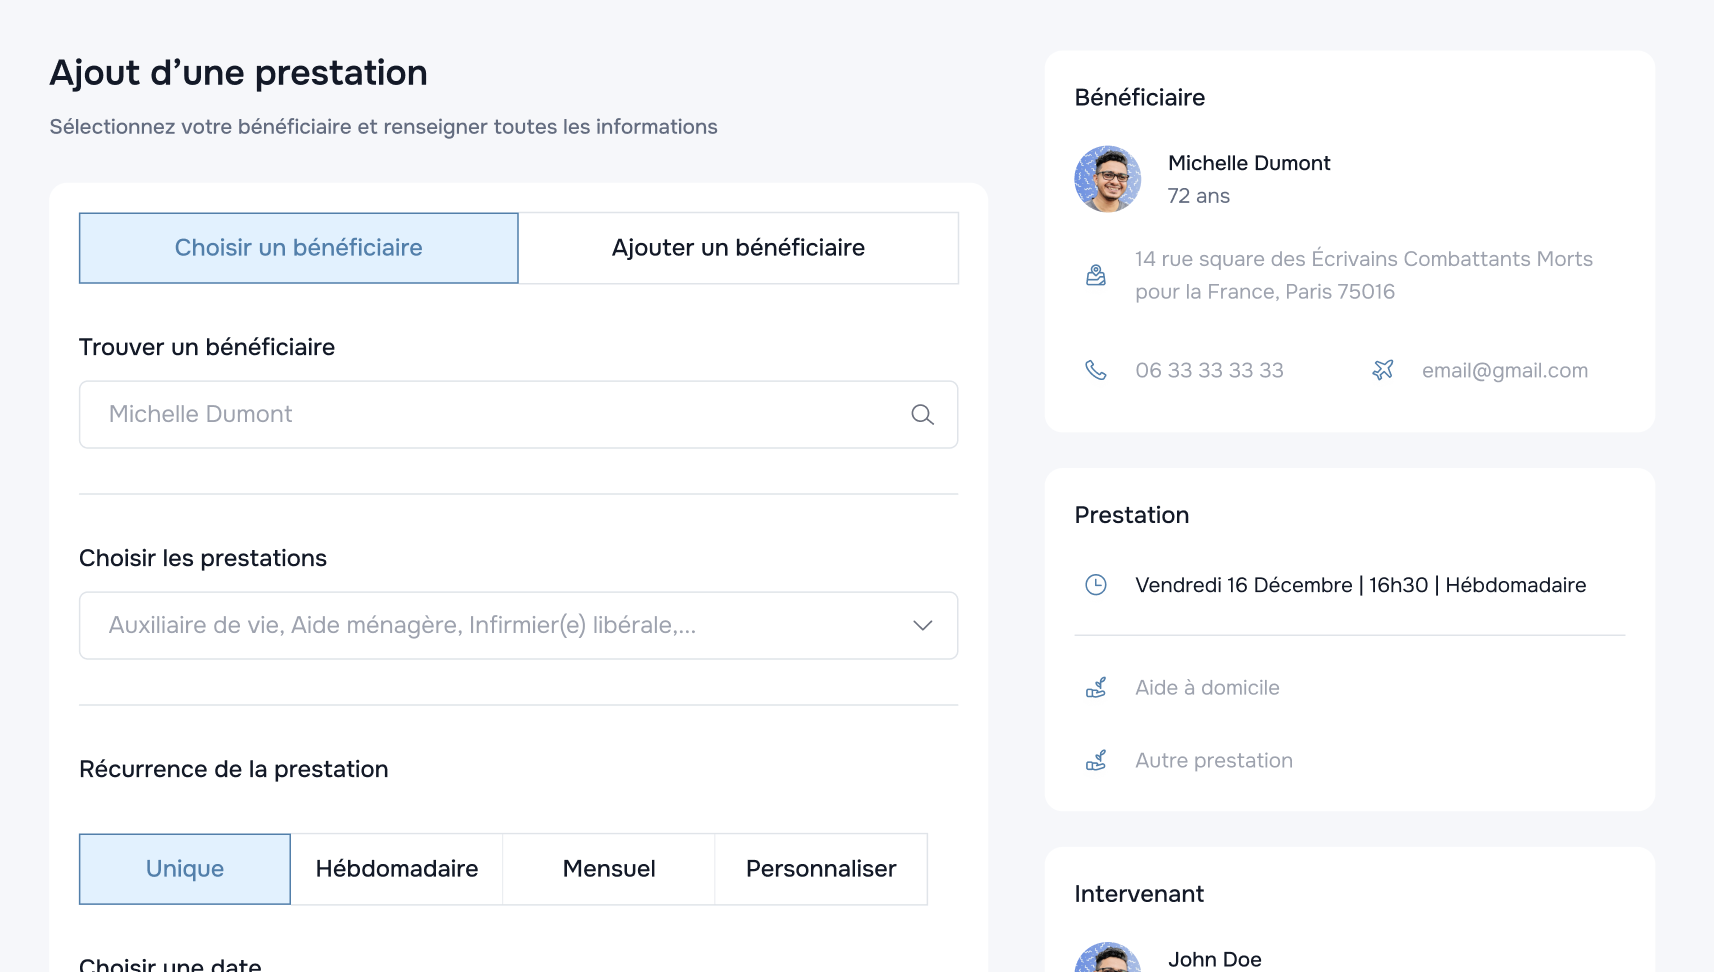 Ajout d’une prestation
Sélectionnez votre bénéficiaire et renseigner toutes les informations
Choisir un bénéficiaire
Ajouter un bénéficiaire
Trouver un bénéficiaire
Michelle Dumont
Choisir les prestations
Auxiliaire de vie, Aide ménagère, Infirmier(e) libérale,...
Récurrence de la prestation
Unique
Hébdomadaire
Mensuel
Personnaliser
Choisir une date
Bénéficiaire
Michelle Dumont
72 ans
14 rue square des Écrivains Combattants Morts
pour la France, Paris 75016
06 33 33 33 33
email@gmail.com
Prestation
Vendredi 16 Décembre | 16h30 | Hébdomadaire
Aide à domicile
Autre prestation
Intervenant
John Doe